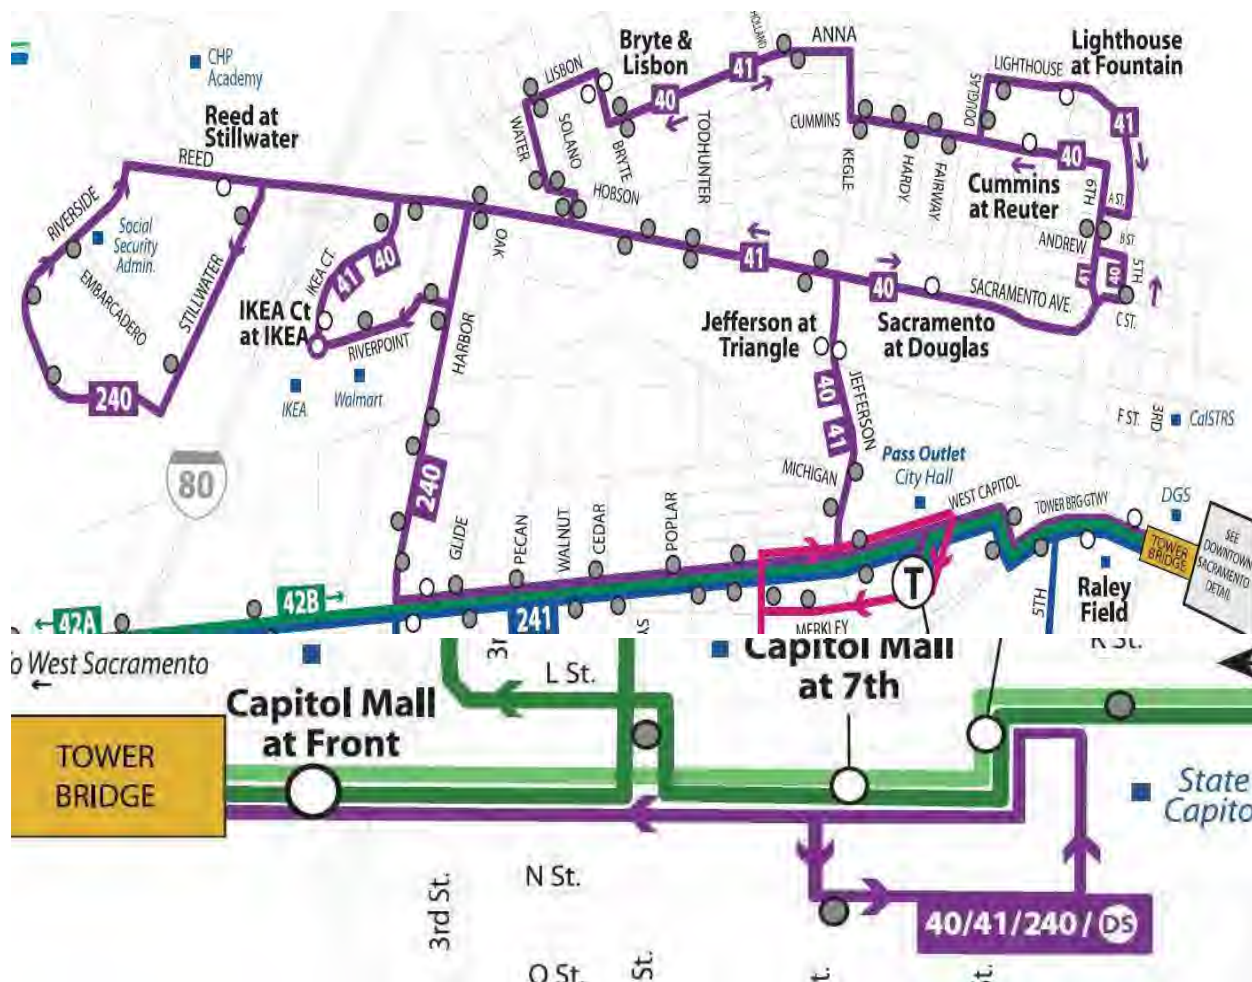 CHP
Academy
Reed at
Stillwater
REED
RIVERSIDE
Social
Security
Admin.
EMBARCADERO
STILLWATER
240
IKEA CT.
41
40
IKEA Ct
at IKEA
RIVERPOINT
IKEA
Walmart
HARBOR
OAK
80
240
LISBON
Bryte &
Lisbon
HOLLAND
ANNA
41
40
WATER
SOLANO
BRYTE
HOBSON
TODHUNTER
CUMMINS
KEGLE
HARDY
FAIRWAY
DOUGLAS
LIGHTHOUSE
Lighthouse
at Fountain
41
40
Cummins
at Reuter
6TH
A ST.
ANDREW
B ST.
5TH
41
40
C ST.
SACRAMENTO AVE.
41
40
Jefferson at
Triangle
Sacramento
at Douglas
40
41
JEFFERSON
MICHIGAN
Pass Outlet
City Hall
WEST CAPITOL
TOWER BRG GTWY
F ST.
3RD
CalSTRS
DGS
SEE
DOWNTOWN
SACRAMENTO
DETAIL
TOWER
BRIDGE
Raley
Field
5TH
T
MERKLEY
GLIDE
PECAN
WALNUT
CEDAR
POPLAR
42A
42B
241
o West Sacramento
L St.
Capitol Mall
at 7th
Capitol Mall
at Front
TOWER
BRIDGE
State
Capito
N St.
3rd St.
O St.
St.
40/41/240/ DS